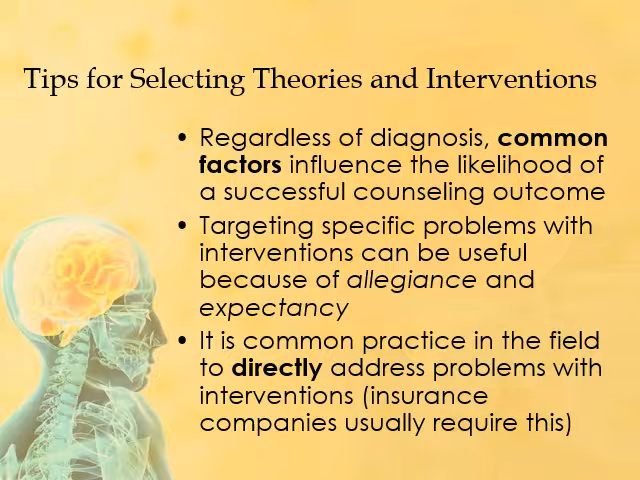 Tips for Selecting Theories and Interventions
• Regardless of diagnosis, common
factors influence the likelihood of
a successful counseling outcome
• Targeting specific problems with
interventions can be useful
because of allegiance and
expectancy
• It is common practice in the field
to directly address problems with
interventions (insurance
companies usually require this)